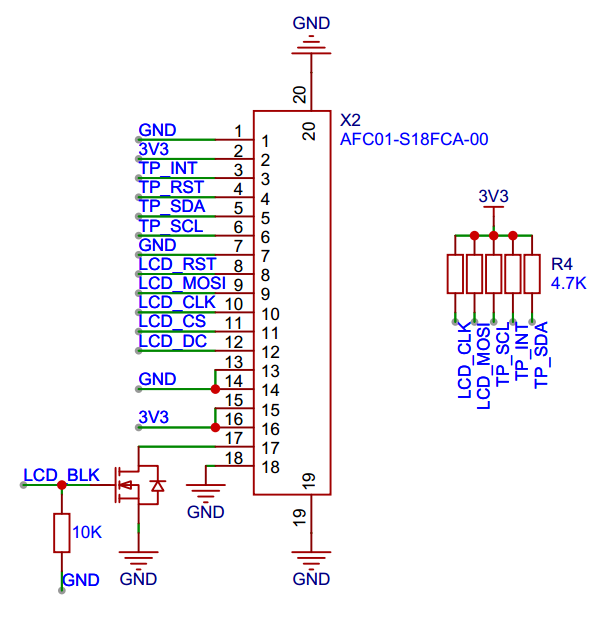 GND
20
20
X2
AFC01-S18FCA-00
GND 1 1
3V3 2 2
TP_INT 3 3
TP_RST 4 4
TP_SDA 5 5
TP_SCL 6 6
GND 7 7
LCD_RST 8 8
LCD_MOSI 9 9
LCD_CLK 10 10
LCD_CS 11 11
LCD_DC 12 12
13 13
GND 14 14
15 15
3V3 16 16
17 17
18 18
19
19
GND
GND
LCD_BLK
10K
GND
GND
3V3
R4
4.7K
LCD_CLK
LCD_MOSI
TP_SCL
TP_INT
TP_SDA